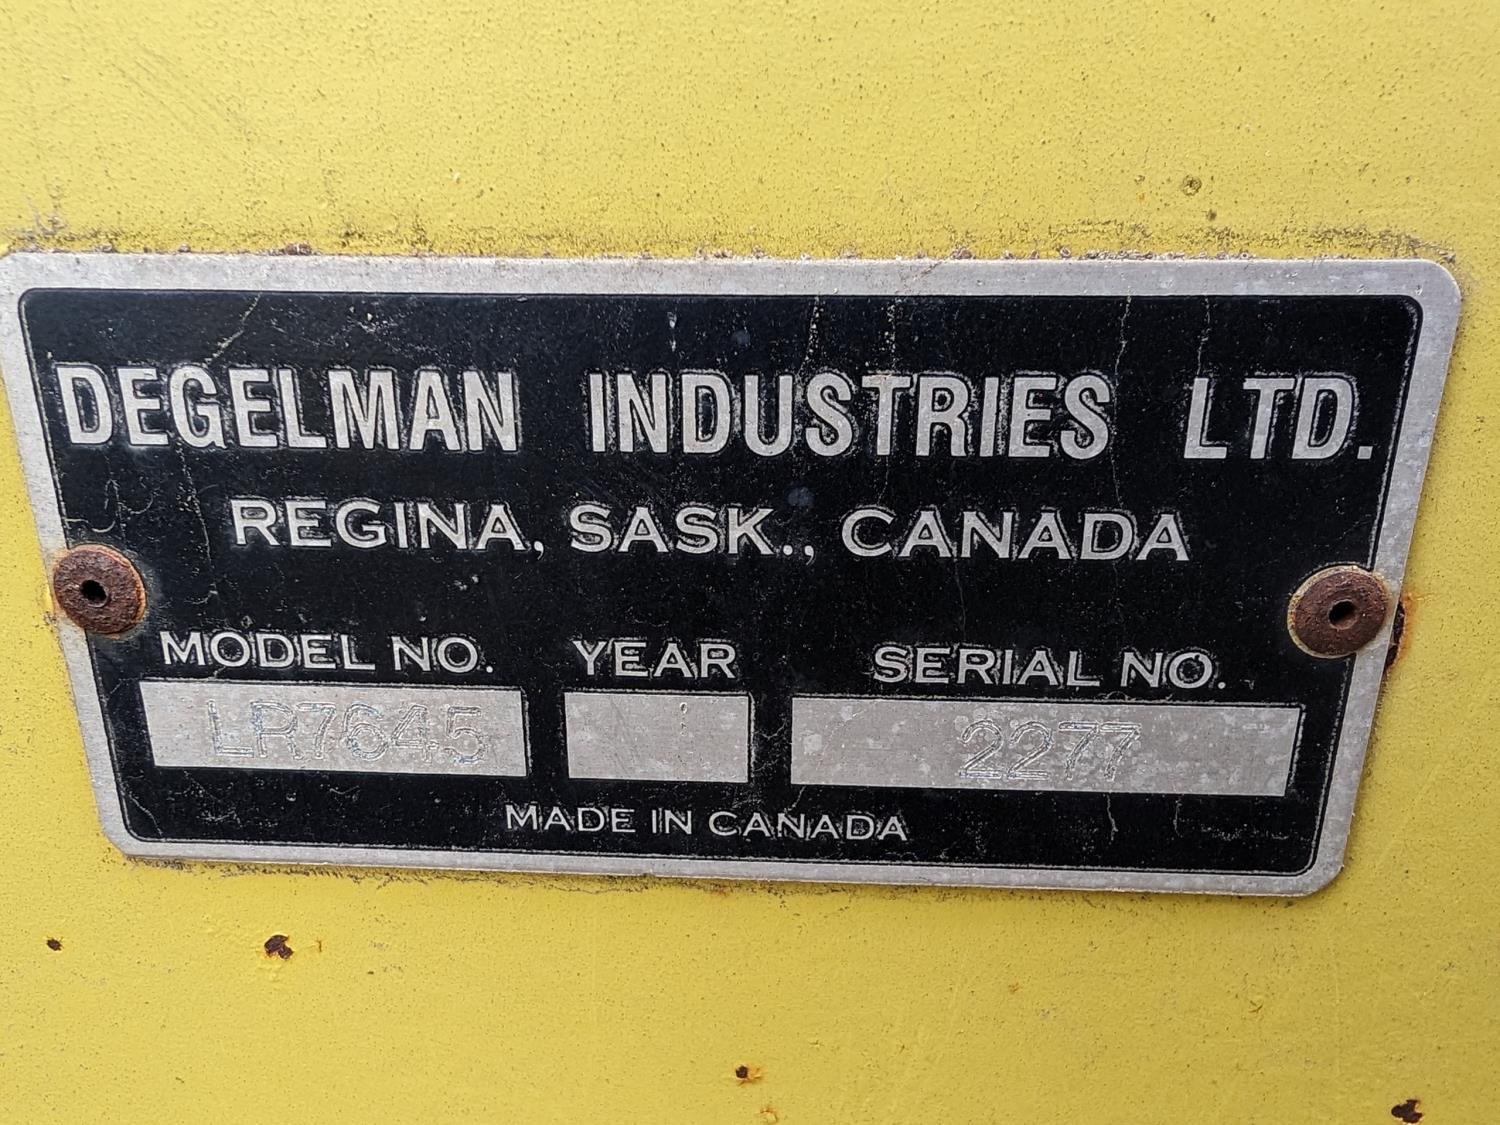 DEGELMAN INDUSTRIES LTD.
REGINA, SASK., CANADA
MODEL NO. YEAR SERIAL NO.
LR7645 2277
MADE IN CANADA